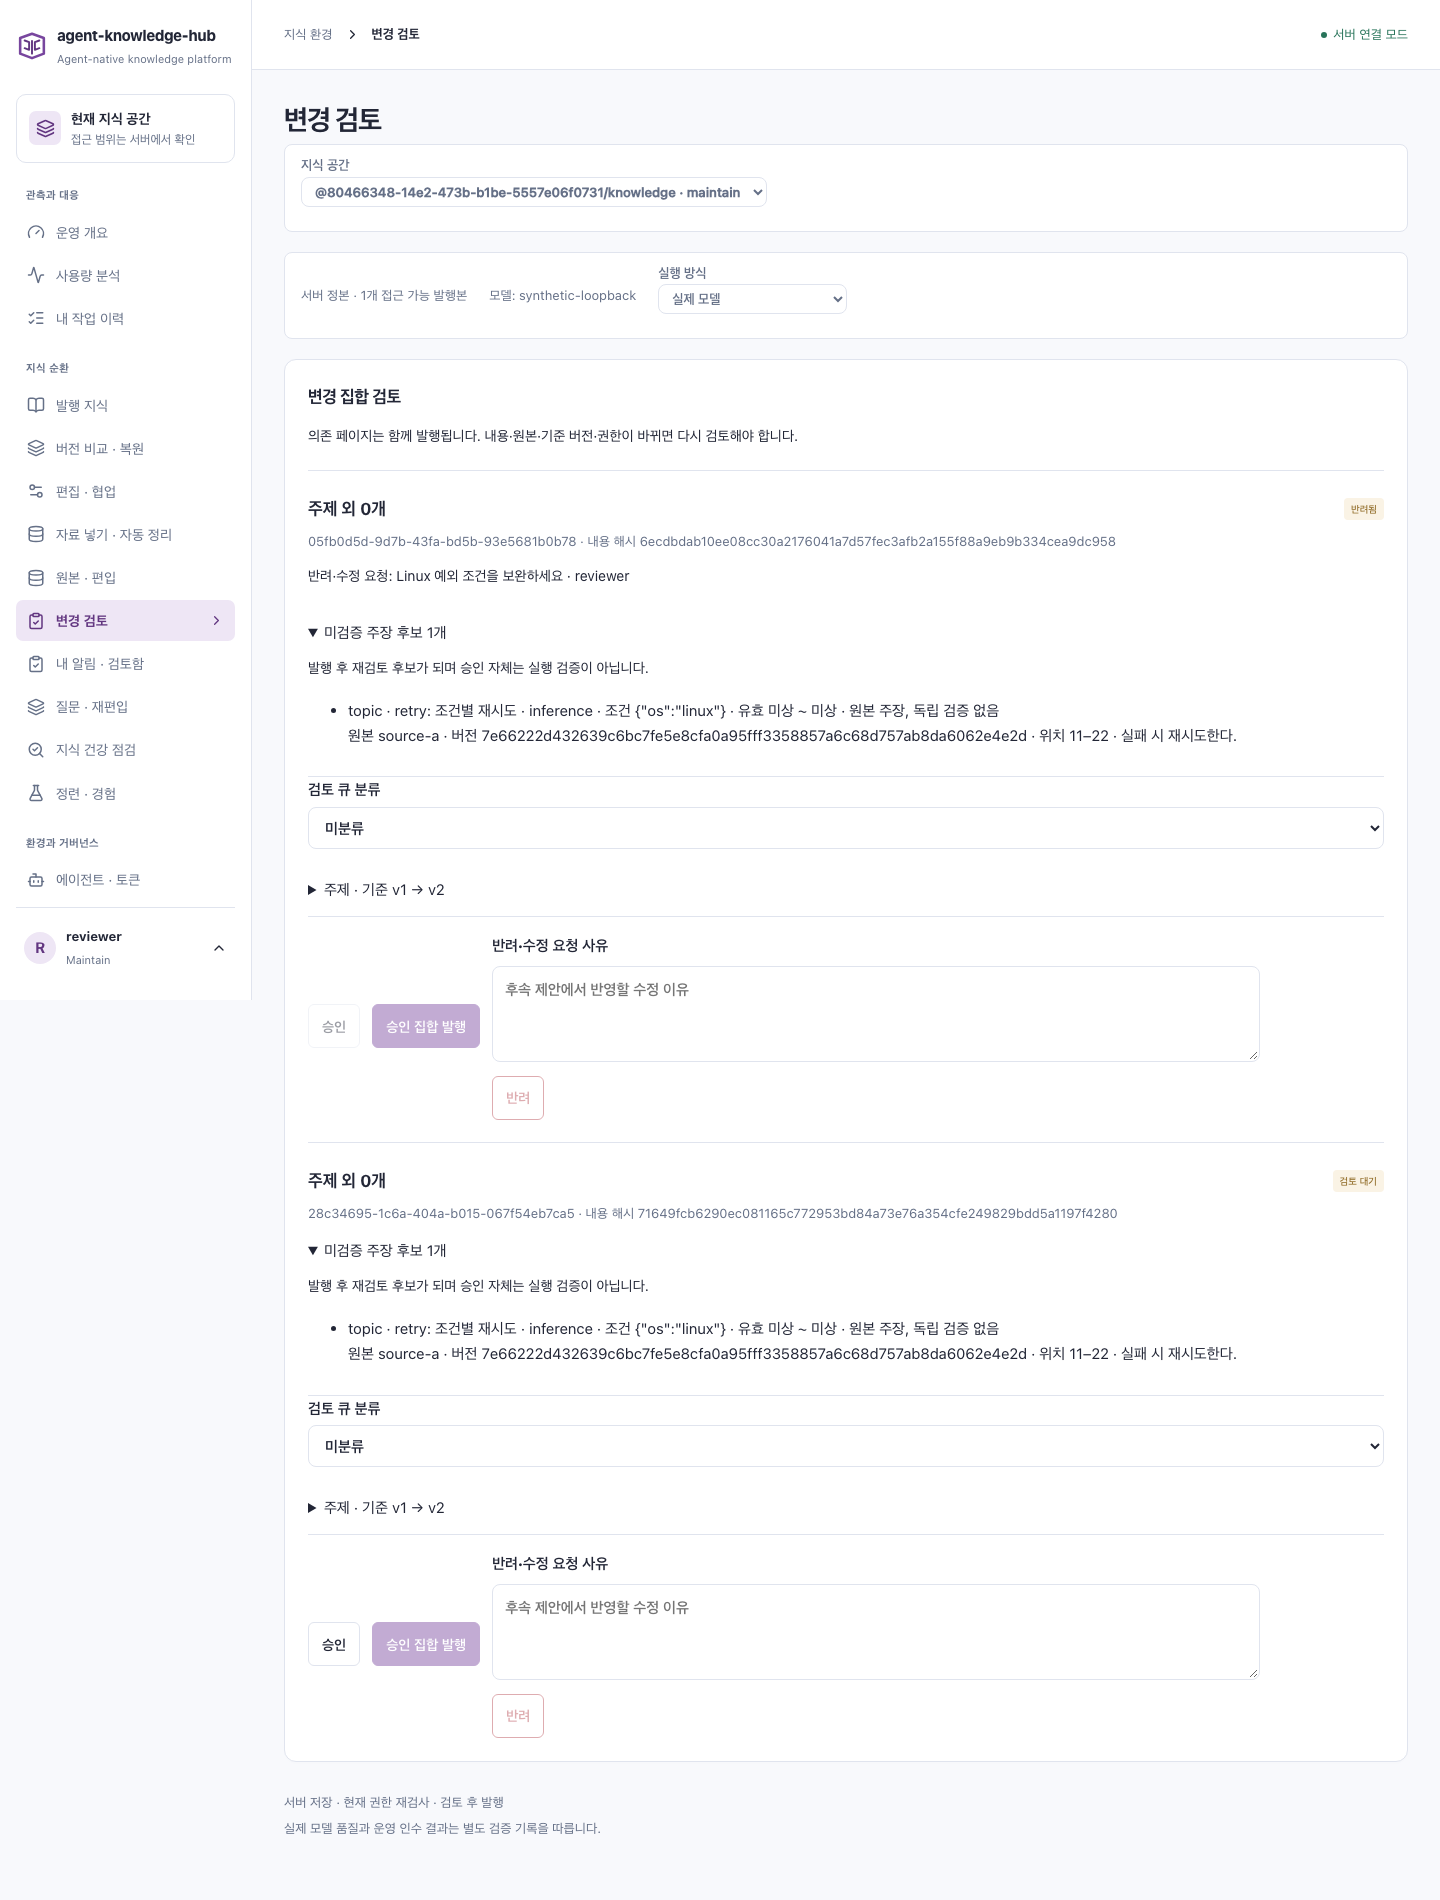 agent-knowledge-hub
Agent-native knowledge platform
현재 지식 공간
접근 범위는 서버에서 확인
관측과 대응
운영 개요
사용량 분석
내 작업 이력
지식 순환
발행 지식
버전 비교 · 복원
편집 · 협업
자료 넣기 · 자동 정리
원본 · 편입
변경 검토
내 알림 · 검토함
질문 · 재편입
지식 건강 점검
정련 · 경험
환경과 거버넌스
에이전트 · 토큰
R
reviewer
Maintain
지식 환경 > 변경 검토
서버 연결 모드
변경 검토
지식 공간
@80466348-14e2-473b-b1be-5557e06f0731/knowledge · maintain
서버 정본 · 1개 접근 가능 발행본
모델: synthetic-loopback
실행 방식
실제 모델
변경 집합 검토
의존 페이지는 함께 발행됩니다. 내용·원본·기준 버전·권한이 바뀌면 다시 검토해야 합니다.
주제 외 0개
반려됨
05fb0d5d-9d7b-43fa-bd5b-93e5681b0b78 · 내용 해시 6ecdbdab10ee08cc30a2176041a7d57fec3afb2a155f88a9eb9b334cea9dc958
반려·수정 요청: Linux 예외 조건을 보완하세요 · reviewer
▼ 미검증 주장 후보 1개
발행 후 재검토 후보가 되며 승인 자체는 실행 검증이 아닙니다.
• topic · retry: 조건별 재시도 · inference · 조건 {"os":"linux"} · 유효 미상 ~ 미상 · 원본 주장, 독립 검증 없음
원본 source-a · 버전 7e66222d432639c6bc7fe5e8cfa0a95fff3358857a6c68d757ab8da6062e4e2d · 위치 11–22 · 실패 시 재시도한다.
검토 큐 분류
미분류
▶ 주제 · 기준 v1 → v2
반려·수정 요청 사유
후속 제안에서 반영할 수정 이유
승인
승인 집합 발행
반려
주제 외 0개
검토 대기
28c34695-1c6a-404a-b015-067f54eb7ca5 · 내용 해시 71649fcb6290ec081165c772953bd84a73e76a354cfe249829bdd5a1197f4280
▼ 미검증 주장 후보 1개
발행 후 재검토 후보가 되며 승인 자체는 실행 검증이 아닙니다.
• topic · retry: 조건별 재시도 · inference · 조건 {"os":"linux"} · 유효 미상 ~ 미상 · 원본 주장, 독립 검증 없음
원본 source-a · 버전 7e66222d432639c6bc7fe5e8cfa0a95fff3358857a6c68d757ab8da6062e4e2d · 위치 11–22 · 실패 시 재시도한다.
검토 큐 분류
미분류
▶ 주제 · 기준 v1 → v2
반려·수정 요청 사유
후속 제안에서 반영할 수정 이유
승인
승인 집합 발행
반려
서버 저장 · 현재 권한 재검사 · 검토 후 발행
실제 모델 품질과 운영 인수 결과는 별도 검증 기록을 따릅니다.